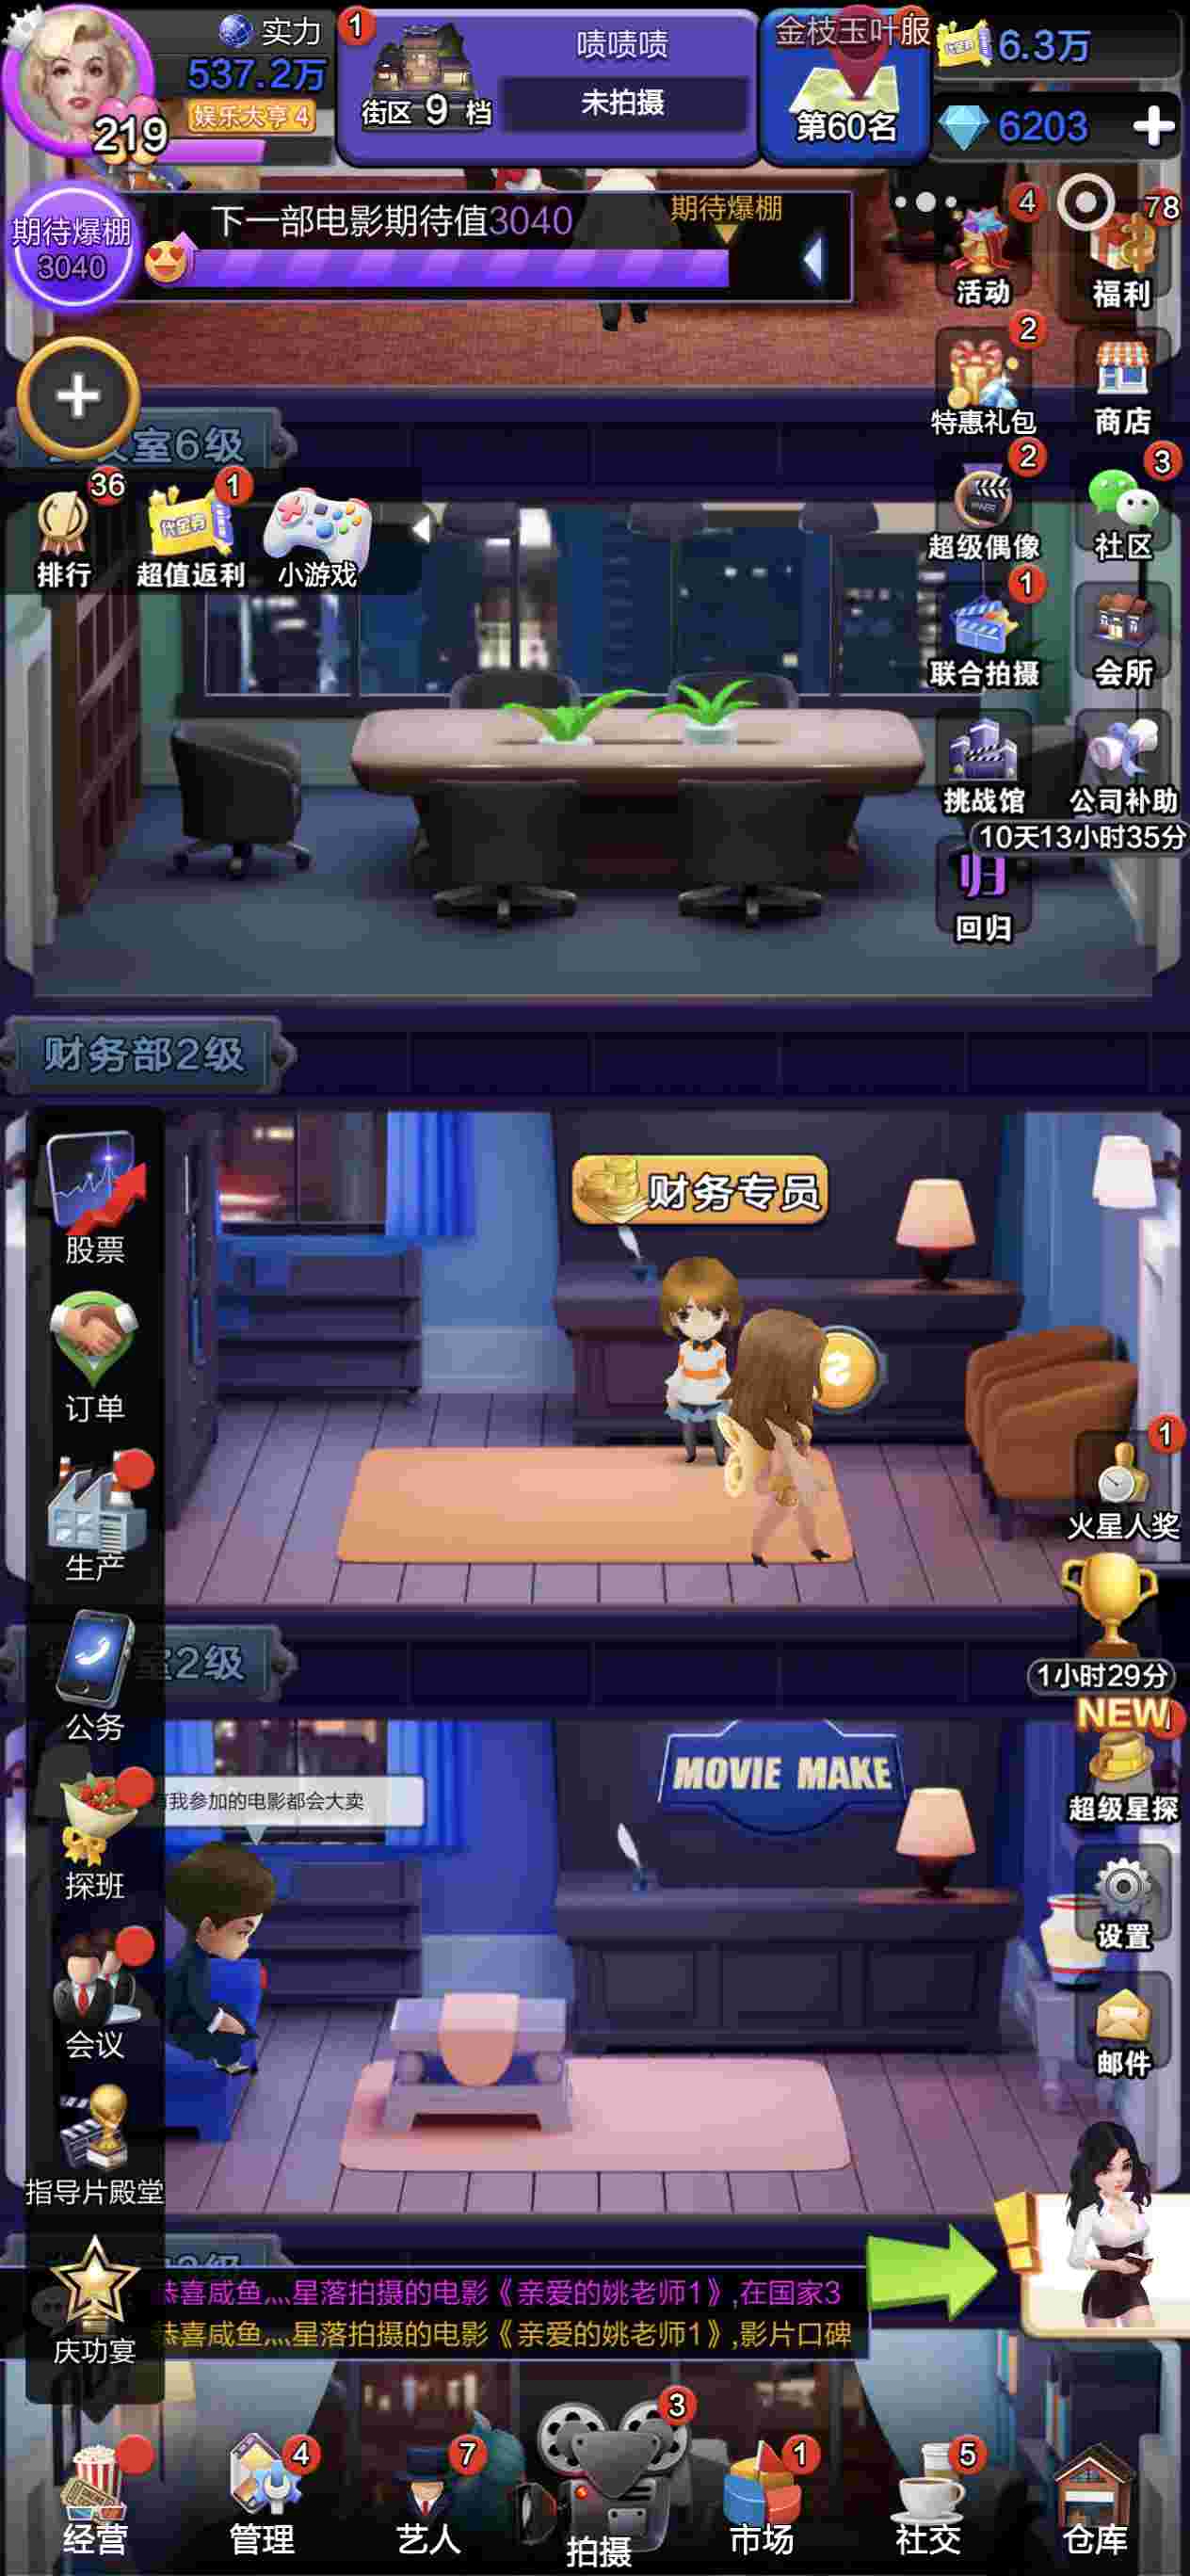 实力
537.2万
娱乐大亨 4
219
1
街区 9 档
啧啧啧
未拍摄
金枝玉叶服
第60名
6.3万
6203
期待爆棚
3040
下一部电影期待值3040
期待爆棚
4
活动
78
福利
2
特惠礼包
商店
室6级
36
排行
1
代金券
超值返利
小游戏
2
超级偶像
3
社区
1
联合拍摄
会所
挑战馆
公司补助
10天13小时35分
归
回归
财务部2级
股票
财务专员
订单
生产
1
火星人奖
室2级
1小时29分
公务
NEW
MOVIE MAKE
有我参加的电影都会大卖
超级星探
探班
设置
会议
邮件
指导片殿堂
恭喜咸鱼灬星落拍摄的电影《亲爱的姚老师1》,在国家3
恭喜咸鱼灬星落拍摄的电影《亲爱的姚老师1》,影片口碑
庆功宴
经营
4
管理
7
艺人
3
拍摄
1
市场
5
社交
仓库